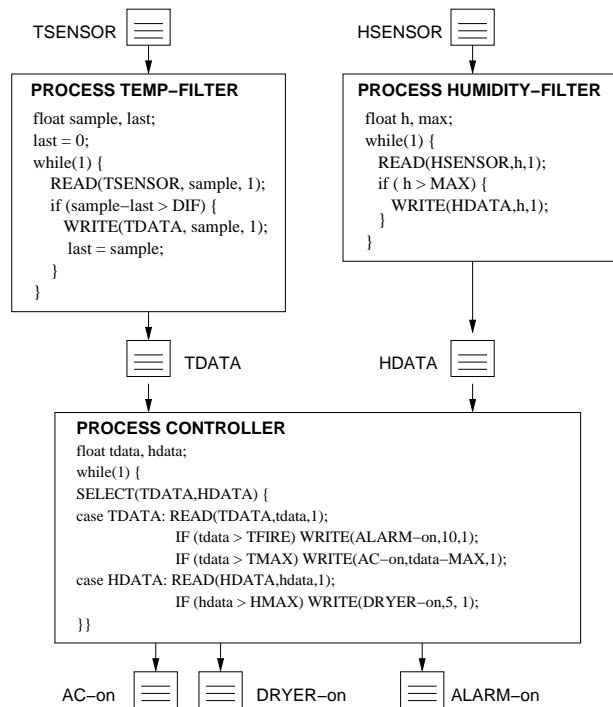 TSENSOR
HSENSOR
PROCESS TEMP−FILTER
float sample, last;
last = 0;
while(1) {
READ(TSENSOR, sample, 1);
if (sample−last > DIF) {
WRITE(TDATA, sample, 1);
last = sample;
}
}
PROCESS HUMIDITY−FILTER
float h, max;
while(1) {
READ(HSENSOR,h,1);
if ( h > MAX) {
WRITE(HDATA,h,1);
}
}
TDATA
HDATA
PROCESS CONTROLLER
float tdata, hdata;
while(1) {
SELECT(TDATA,HDATA) {
case TDATA: READ(TDATA,tdata,1);
IF (tdata > TFIRE) WRITE(ALARM−on,10,1);
IF (tdata > TMAX) WRITE(AC−on,tdata−MAX,1);
case HDATA: READ(HDATA,hdata,1);
IF (hdata > HMAX) WRITE(DRYER−on,5, 1);
}}
AC−on
DRYER−on
ALARM−on